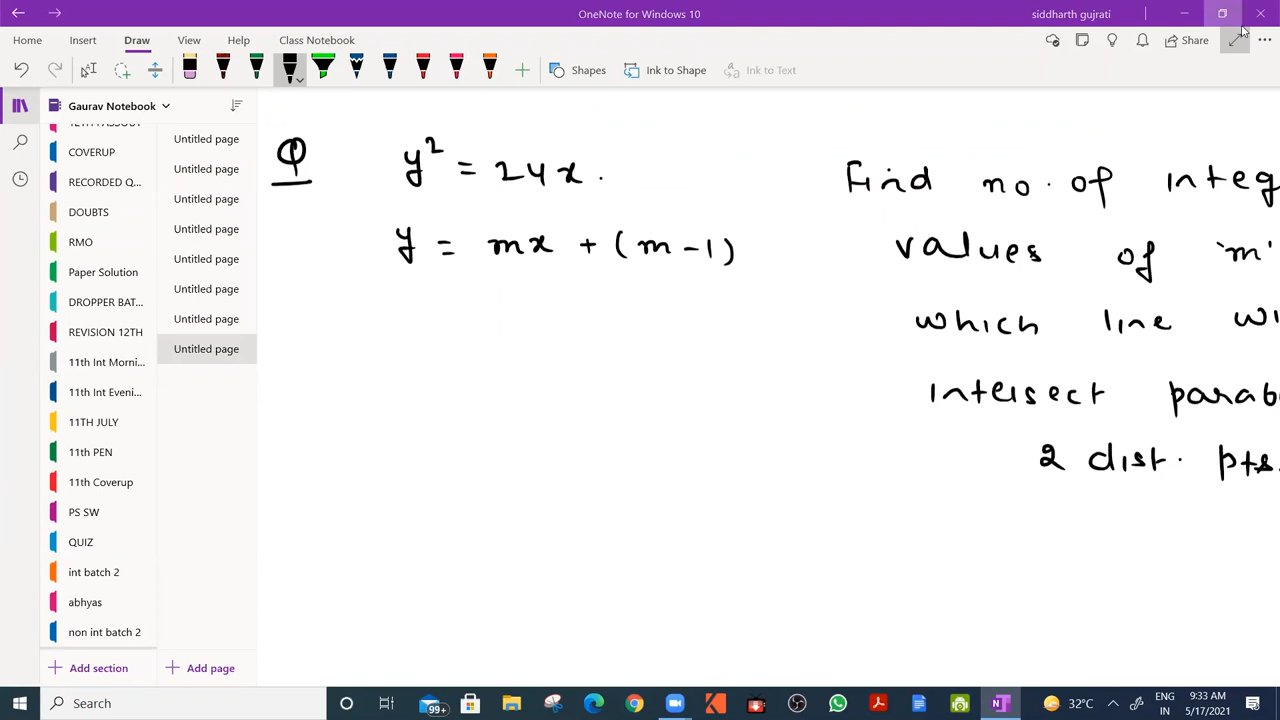 OneNote for Windows 10
siddharth gujrati
Home Insert Draw View Help Class Notebook
Share
Shapes Ink to Shape Ink to Text
Gaurav Notebook
COVERUP
RECORDED Q...
DOUBTS
RMO
Paper Solution
DROPPER BAT...
REVISION 12TH
11th Int Morni...
11th Int Eveni...
11TH JULY
11th PEN
11th Coverup
PS SW
QUIZ
int batch 2
abhyas
non int batch 2
Add section
Untitled page
Untitled page
Untitled page
Untitled page
Untitled page
Untitled page
Untitled page
Untitled page
Add page
Q y² = 24x.
y = mx + (m-1)
Find no. of integ
values of 'm'
which line wi
intersect parab
2 dist. pts.
Search
99+
32°C
ENG
IN
9:33 AM
5/17/2021